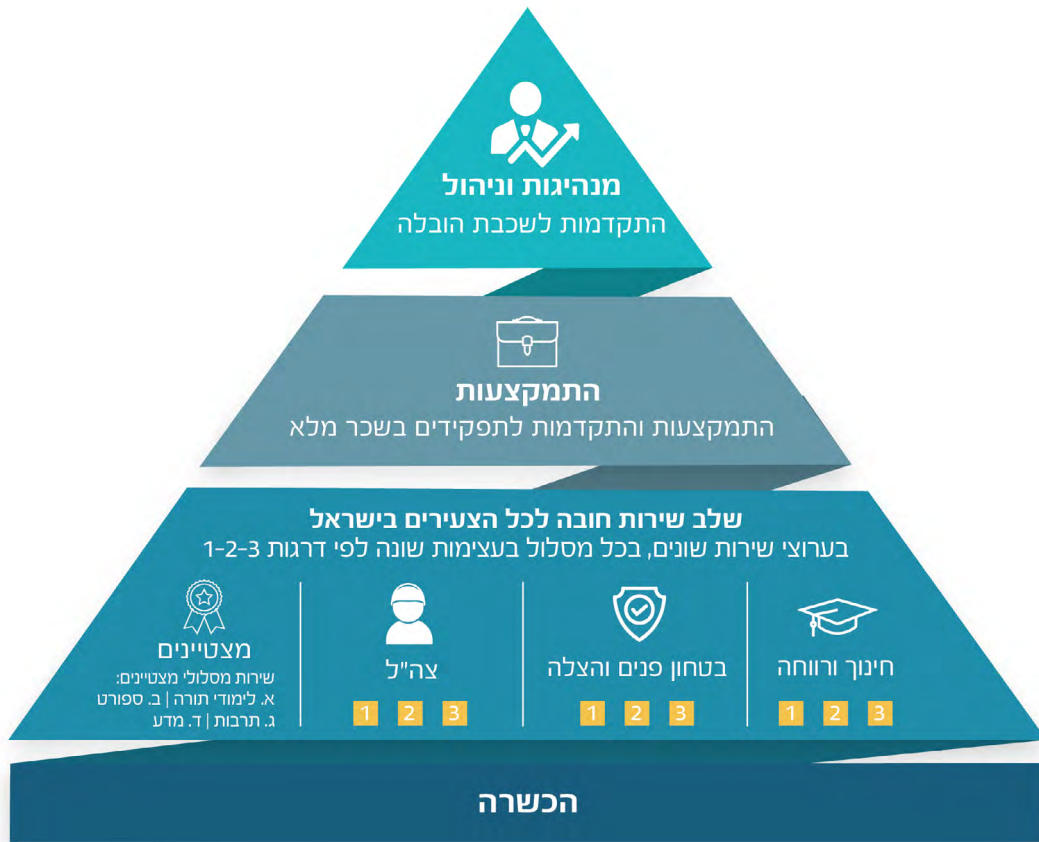 מנהיגות וניהול
התקדמות לשכבת הובלה
התמקצעות
התמקצעות והתקדמות לתפקידים בשכר מלא
שלב שירות חובה לכל הצעירים בישראל
בערוצי שירות שונים, בכל מסלול בעצימות שונה לפי דרגות 1-2-3
חינוך ורווחה
1 2 3
בטחון פנים והצלה
1 2 3
צה"ל
1 2 3
מצטיינים
שירות מסלולי מצטיינים:
א. לימודי תורה | ב. ספורט
ג. תרבות | ד. מדע
הכשרה